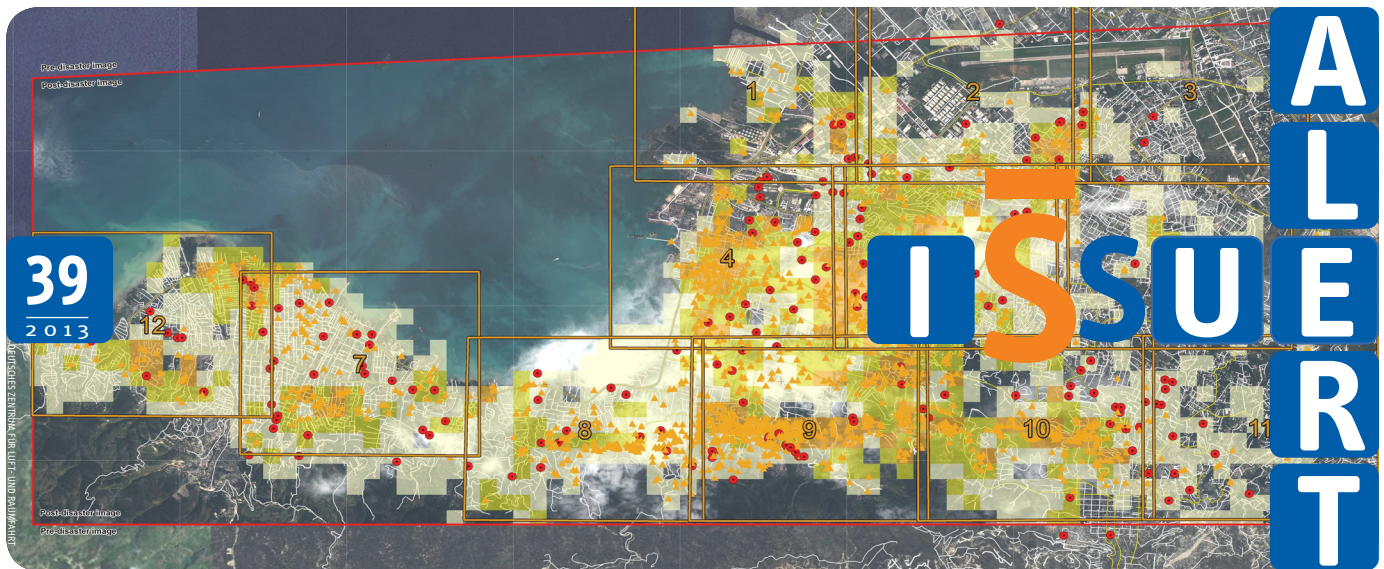 Pre-disaster image
Post-disaster image
1
2
3
4
12
7
8
9
10
11
39
2013
ISSUE
ALERT
Post-disaster image
Pre-disaster image
DEUTSCHES ZENTRUM FÜR LUFT- UND RAUMFAHRT